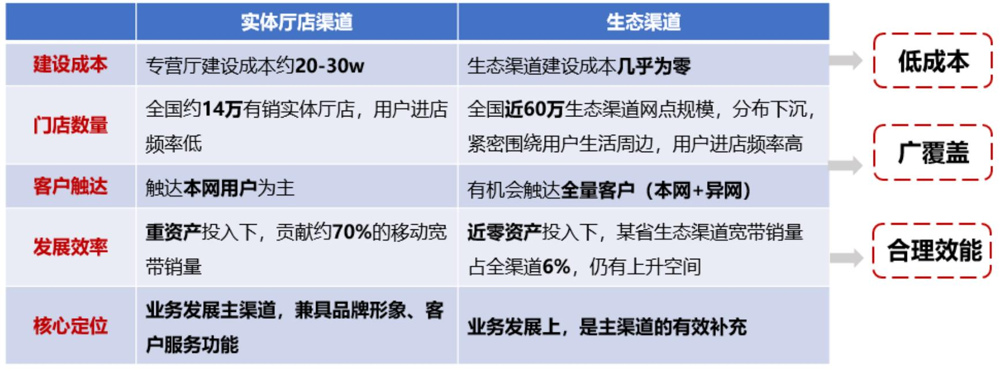 实体厅店渠道
生态渠道
建设成本
专营厅建设成本约20-30w
生态渠道建设成本几乎为零
低成本
门店数量
全国约14万有销实体厅店，用户进店
频率低
全国近60万生态渠道网点规模，分布下沉，
紧密围绕用户生活周边，用户进店频率高
广覆盖
客户触达
触达本网用户为主
有机会触达全量客户（本网+异网）
发展效率
重资产投入下，贡献约70%的移动宽
带销量
近零资产投入下，某省生态渠道宽带销量
占全渠道6%，仍有上升空间
合理效能
核心定位
业务发展主渠道，兼具品牌形象、客
户服务功能
业务发展上，是主渠道的有效补充